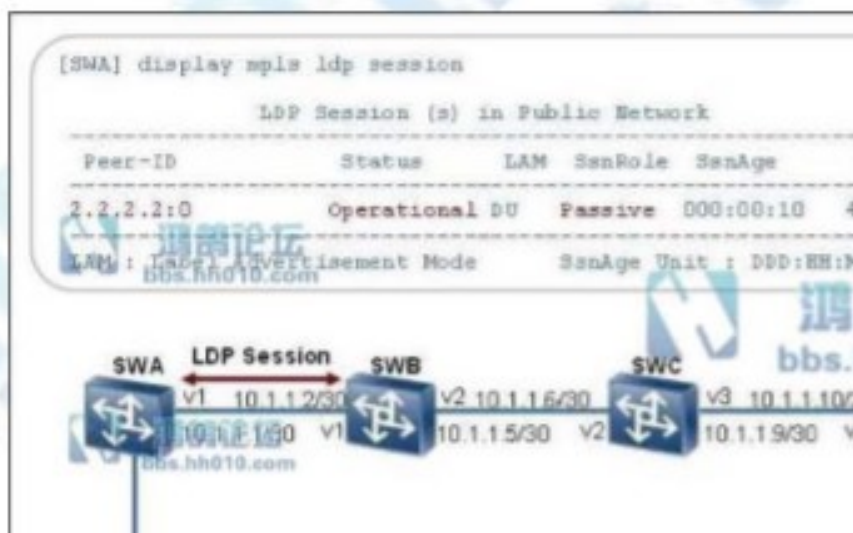 [SWA] display mpls ldp session
LDP Session (s) in Public Network
Peer-ID Status LAM SsnRole SsnAge
2.2.2.2:0 Operational DU Passive 000:00:10 4
LAM : Label Advertisement Mode SsnAge Unit : DDD:HH:M
鸿鹄论坛
bbs.hh010.com
鸿
bbs.
SWA LDP Session SWB SWC
v1 10.1.1.2/30 v2 10.1.1.6/30 v3 10.1.1.10/
v1 10.1.1.5/30 v2 10.1.1.9/30 v
bbs.hh010.com